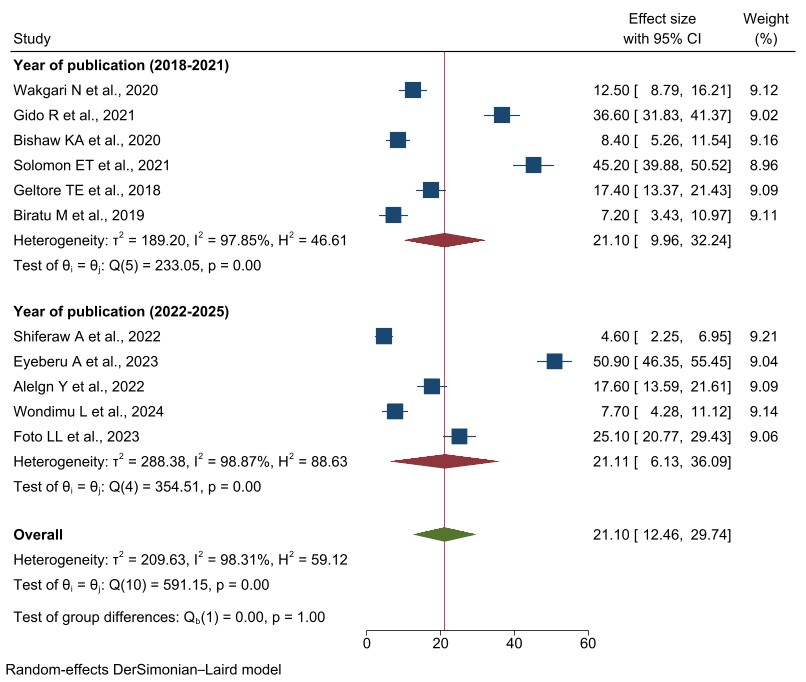 Effect size Weight
Study with 95% CI (%)
Year of publication (2018-2021)
Wakgari N et al., 2020 12.50 [ 8.79, 16.21] 9.12
Gido R et al., 2021 36.60 [ 31.83, 41.37] 9.02
Bishaw KA et al., 2020 8.40 [ 5.26, 11.54] 9.16
Solomon ET et al., 2021 45.20 [ 39.88, 50.52] 8.96
Geltore TE et al., 2018 17.40 [ 13.37, 21.43] 9.09
Biratu M et al., 2019 7.20 [ 3.43, 10.97] 9.11
Heterogeneity: τ² = 189.20, I² = 97.85%, H² = 46.61 21.10 [ 9.96, 32.24]
Test of θᵢ = θⱼ: Q(5) = 233.05, p = 0.00
Year of publication (2022-2025)
Shiferaw A et al., 2022 4.60 [ 2.25, 6.95] 9.21
Eyeberu A et al., 2023 50.90 [ 46.35, 55.45] 9.04
Alelgn Y et al., 2022 17.60 [ 13.59, 21.61] 9.09
Wondimu L et al., 2024 7.70 [ 4.28, 11.12] 9.14
Foto LL et al., 2023 25.10 [ 20.77, 29.43] 9.06
Heterogeneity: τ² = 288.38, I² = 98.87%, H² = 88.63 21.11 [ 6.13, 36.09]
Test of θᵢ = θⱼ: Q(4) = 354.51, p = 0.00
Overall 21.10 [ 12.46, 29.74]
Heterogeneity: τ² = 209.63, I² = 98.31%, H² = 59.12
Test of θᵢ = θⱼ: Q(10) = 591.15, p = 0.00
Test of group differences: Q_b(1) = 0.00, p = 1.00
0 20 40 60
Random-effects DerSimonian–Laird model